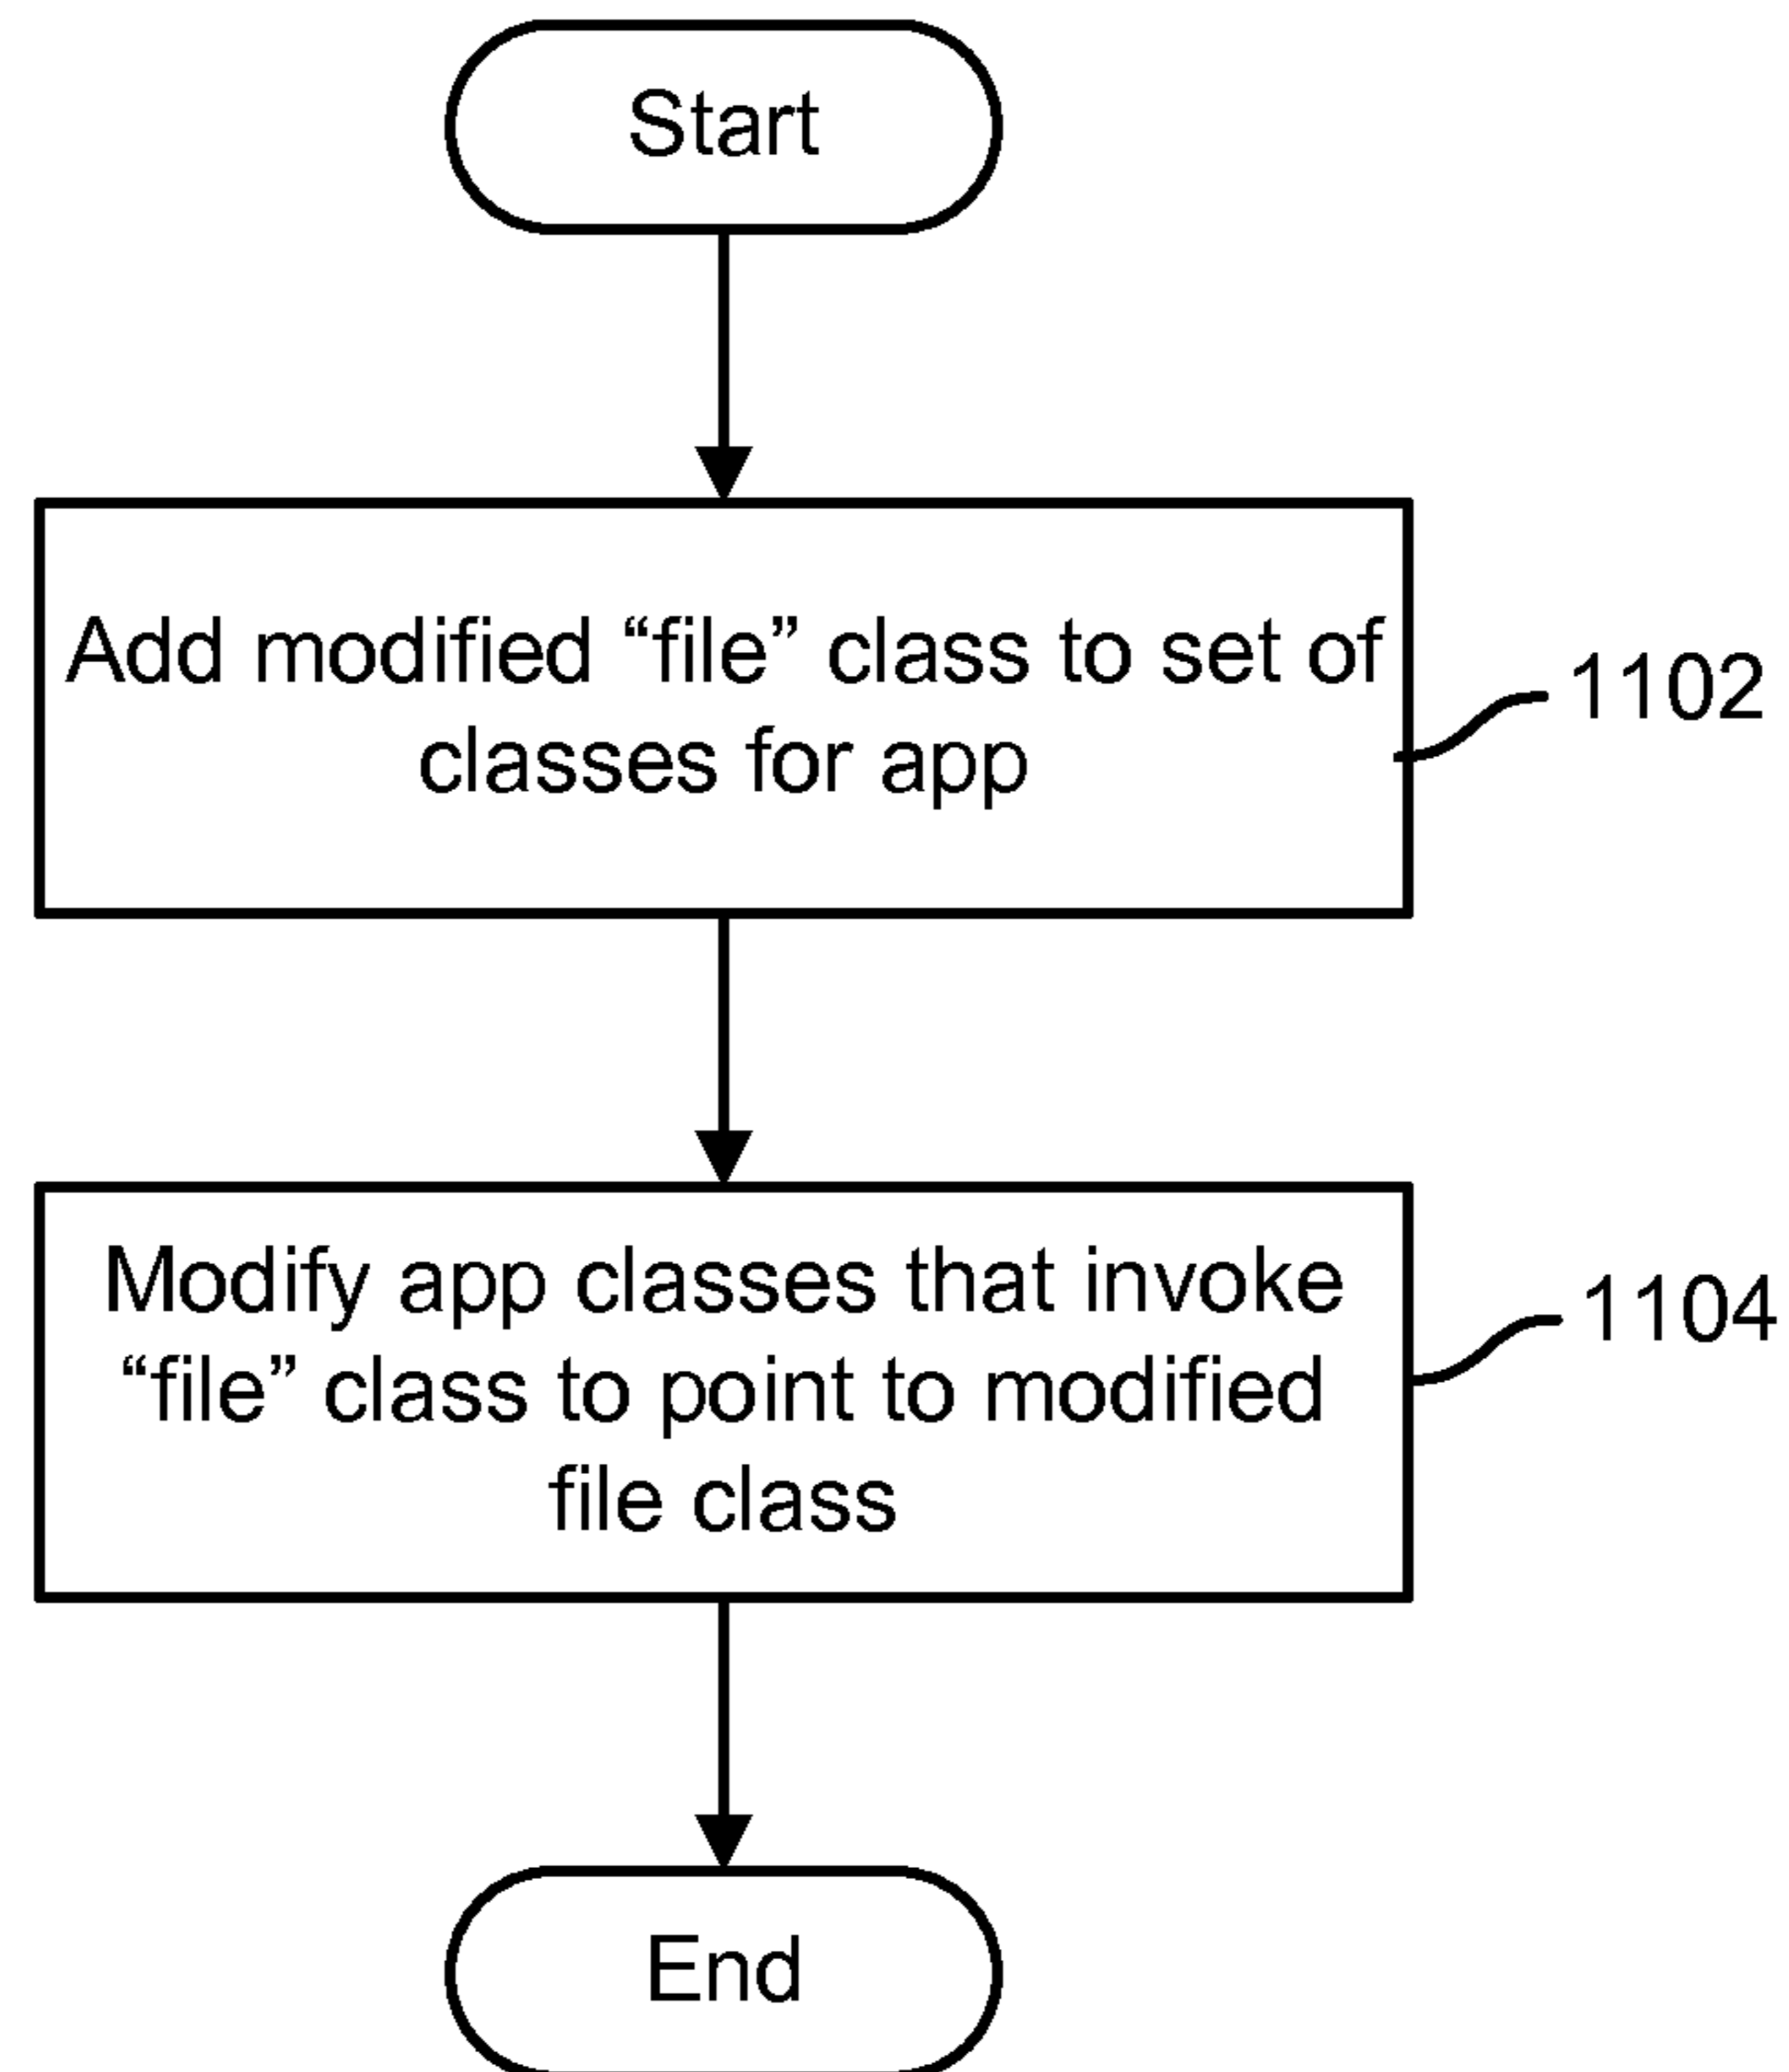 Start
Add modified “file” class to set of
classes for app
1102
Modify app classes that invoke
“file” class to point to modified
file class
1104
End